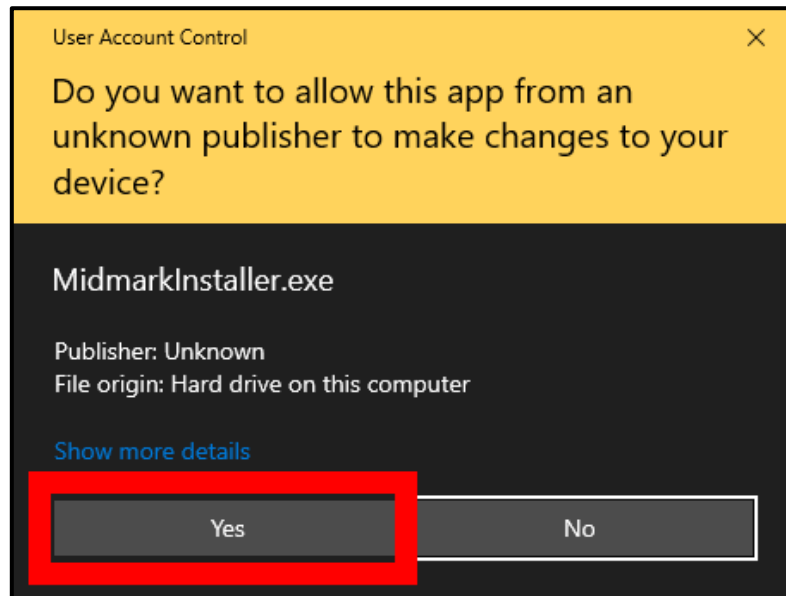 User Account Control
Do you want to allow this app from an
unknown publisher to make changes to your
device?
MidmarkInstaller.exe
Publisher: Unknown
File origin: Hard drive on this computer
Show more details
Yes
No